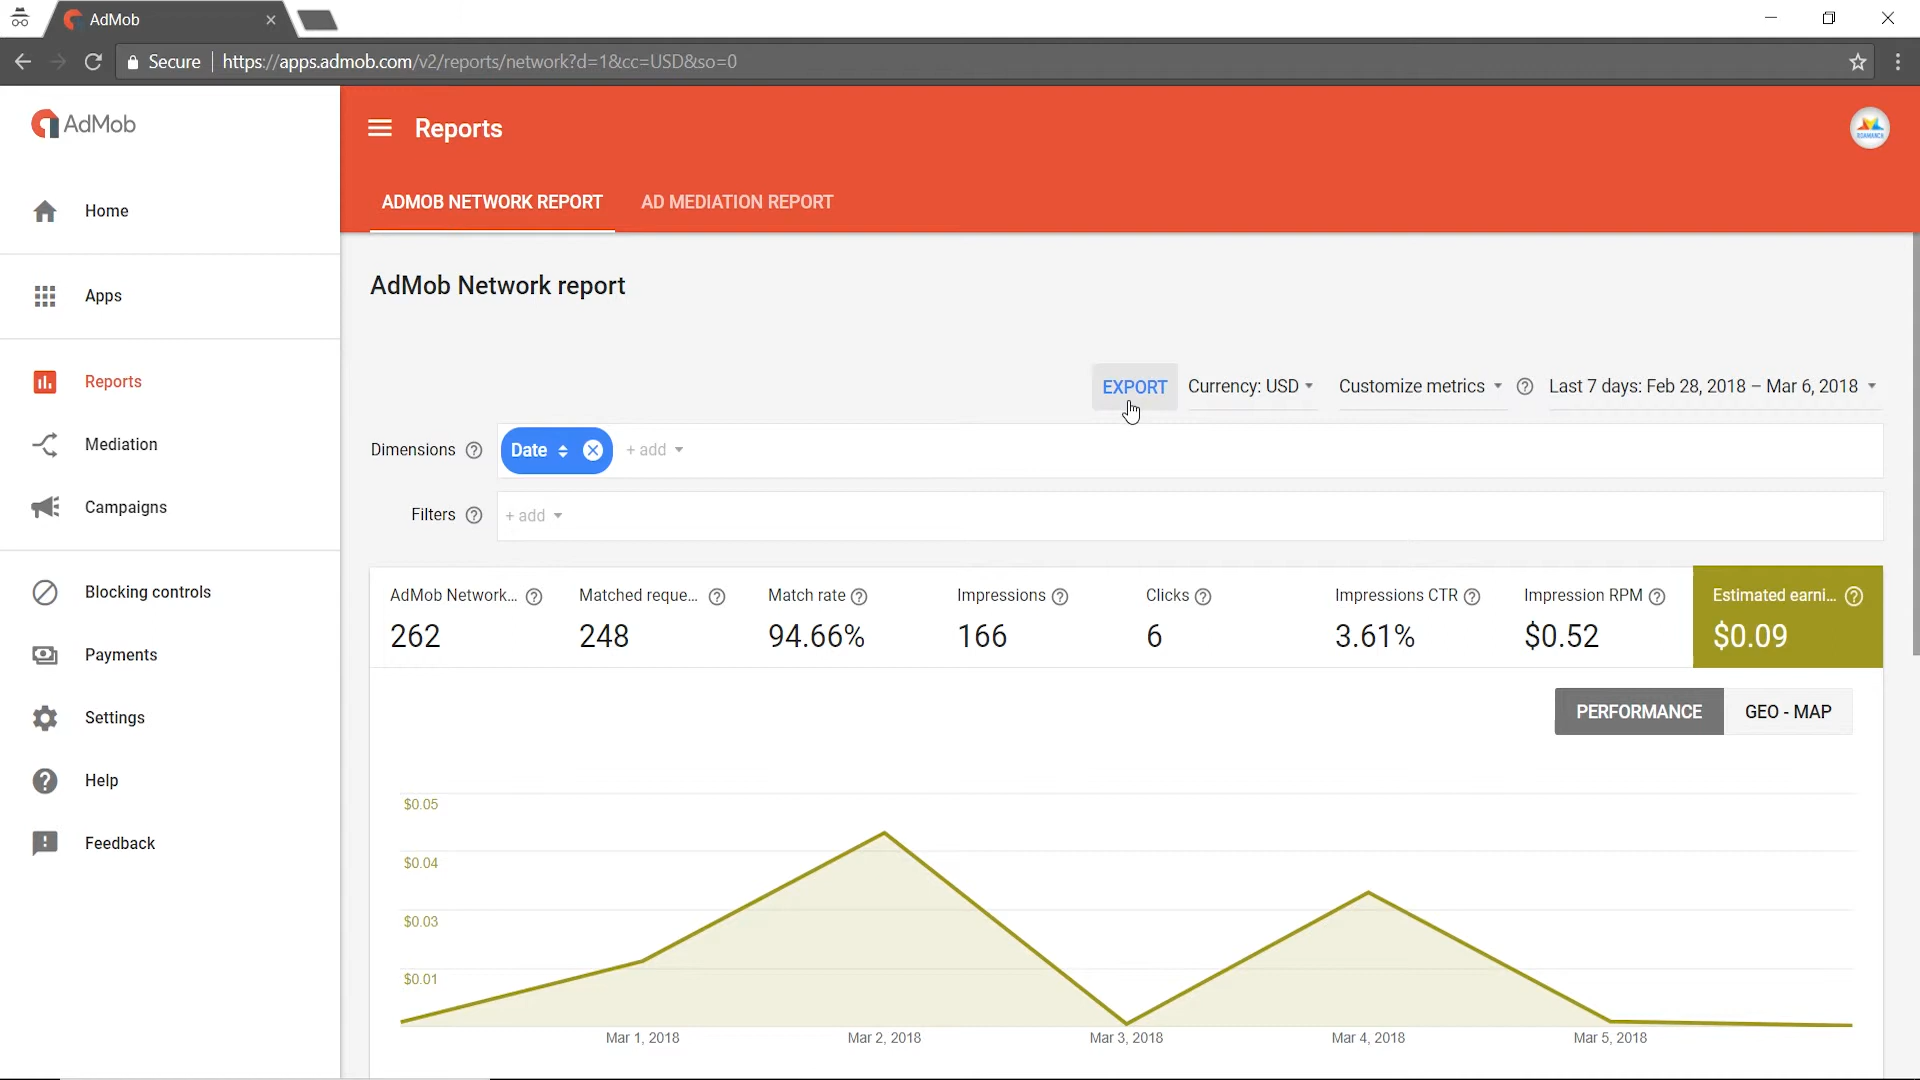 AdMob
Secure
https://apps.admob.com/v2/reports/network?d=1&cc=USD&so=0
AdMob
Reports
Home
ADMOB NETWORK REPORT
AD MEDIATION REPORT
AdMob Network report
Apps
Reports
EXPORT
Currency: USD
Customize metrics
Last 7 days: Feb 28, 2018 – Mar 6, 2018
Mediation
Dimensions
Date
+ add
Campaigns
Filters
+ add
Blocking controls
AdMob Network...
Matched reque...
Match rate
Impressions
Clicks
Impressions CTR
Impression RPM
Estimated earni...
262
248
94.66%
166
6
3.61%
$0.52
$0.09
Payments
Settings
PERFORMANCE
GEO - MAP
Help
Feedback
$0.05
$0.04
$0.03
$0.01
Mar 1, 2018
Mar 2, 2018
Mar 3, 2018
Mar 4, 2018
Mar 5, 2018